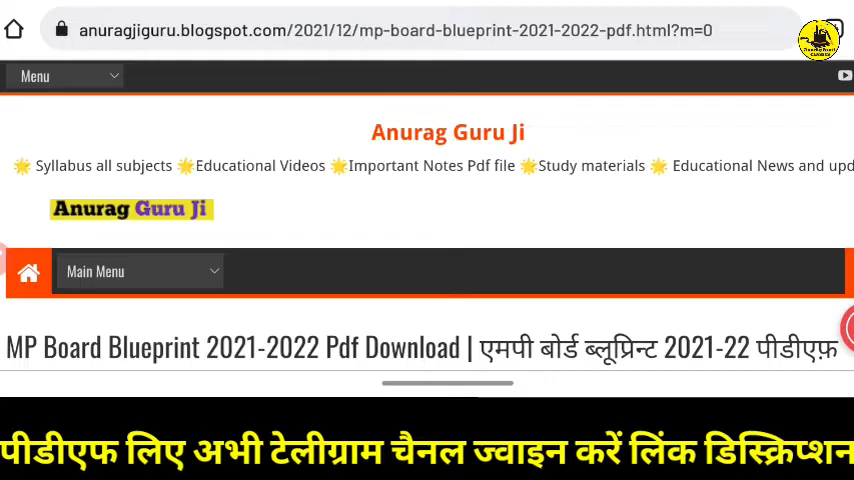 anuragjiguru.blogspot.com/2021/12/mp-board-blueprint-2021-2022-pdf.html?m=0
Menu
Anurag Guru Ji
🌟 Syllabus all subjects 🌟Educational Videos 🌟Important Notes Pdf file 🌟Study materials 🌟 Educational News and upd
Anurag Guru Ji
Main Menu
MP Board Blueprint 2021-2022 Pdf Download | एमपी बोर्ड ब्लूप्रिन्ट 2021-22 पीडीएफ़
पीडीएफ लिए अभी टेलीग्राम चैनल ज्वाइन करें लिंक डिस्क्रिप्शन